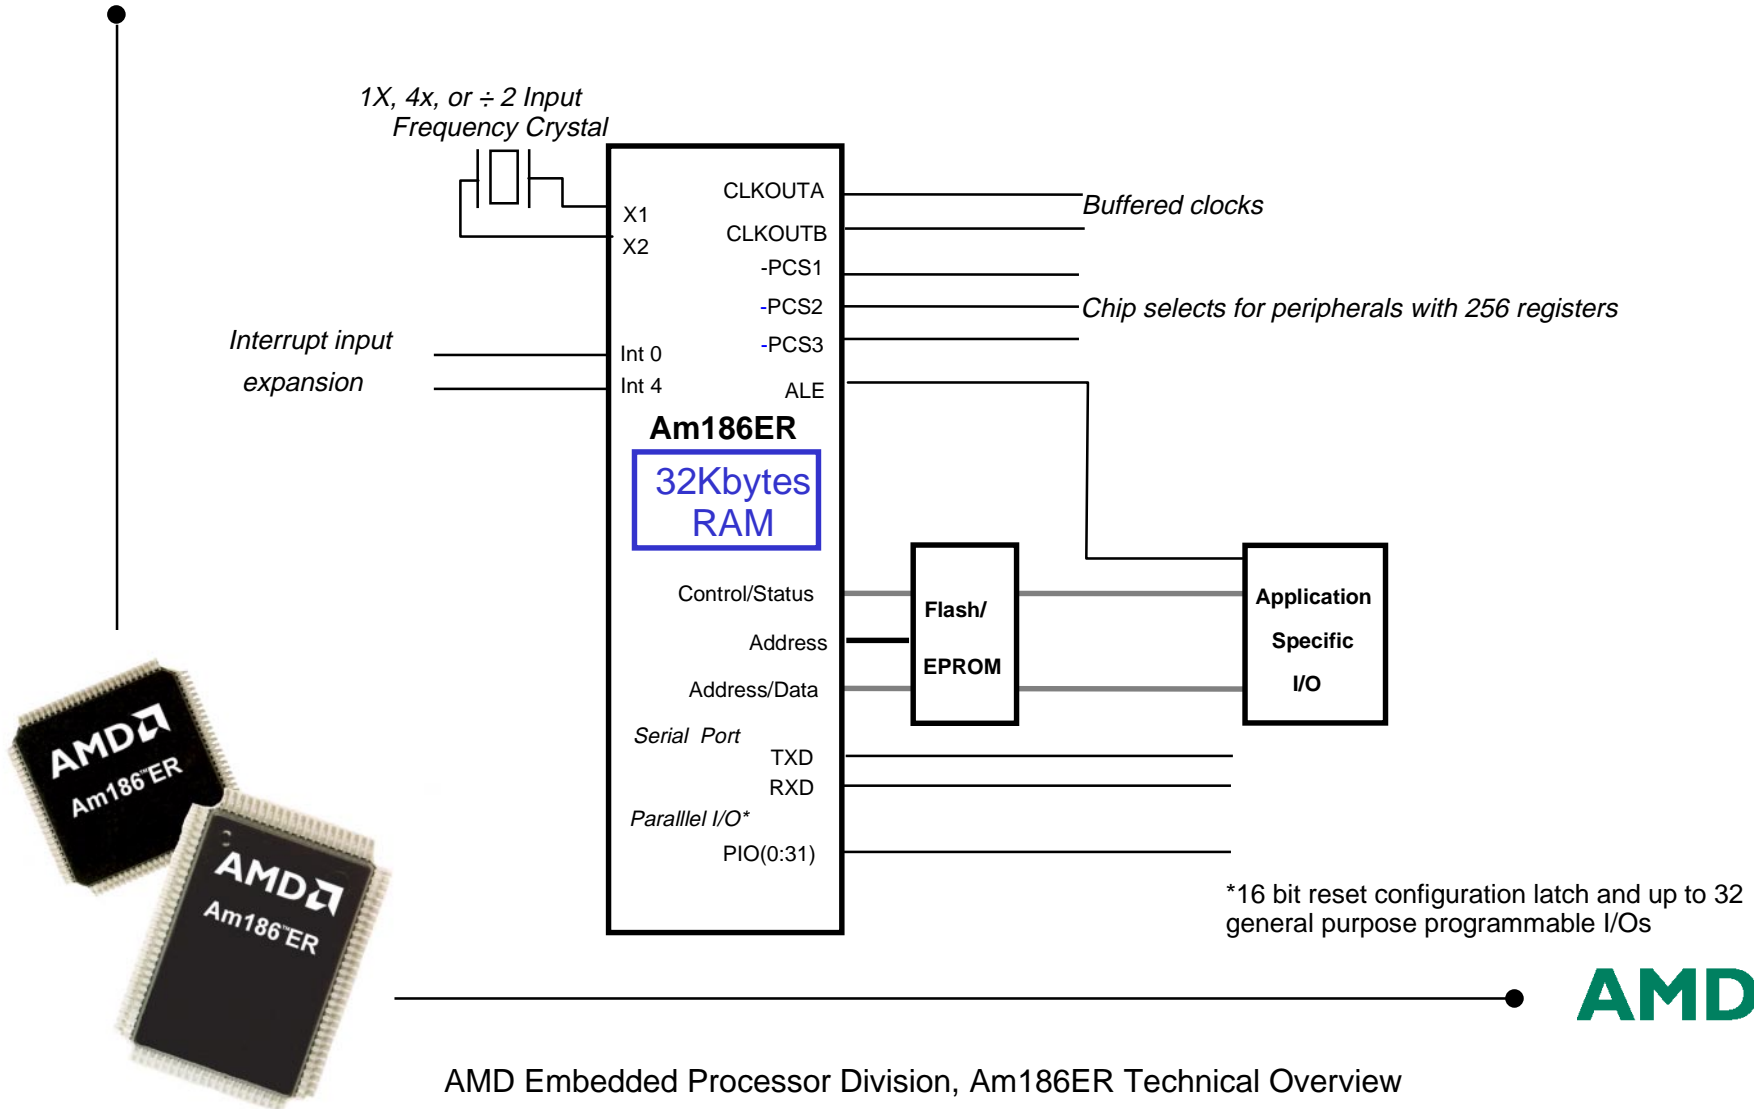 1X, 4x, or ÷ 2 Input
Frequency Crystal
X1
X2
CLKOUTA
CLKOUTB
-PCS1
-PCS2
-PCS3
ALE
Buffered clocks
Chip selects for peripherals with 256 registers
Interrupt input
expansion
Int 0
Int 4
Am186ER
32Kbytes
RAM
Control/Status
Address
Address/Data
Flash/
EPROM
Application
Specific
I/O
Serial Port
TXD
RXD
Paralllel I/O*
PIO(0:31)
*16 bit reset configuration latch and up to 32
general purpose programmable I/Os
AMD
Am186™ER
AMD
Am186™ER
AMD
AMD Embedded Processor Division, Am186ER Technical Overview